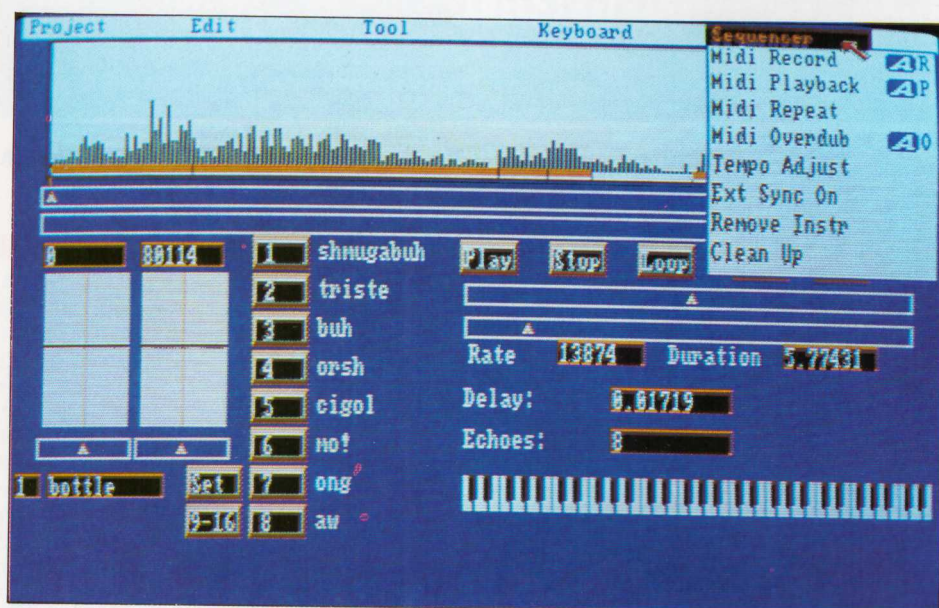 Project Edit Tool Keyboard Sequencer
Midi Record A R
Midi Playback A P
Midi Repeat
Midi Overdub A O
Tempo Adjust
Ext Sync On
Remove Instr
Clean Up
0 80114
1 shmugabuh
2 triste
3 buh
4 orsh
5 cigol
6 mo!
7 ong
8 aw
1 bottle
Set
9-16
Play Stop Loop
Rate 13874 Duration 5.77431
Delay: 0.01719
Echoes: 8